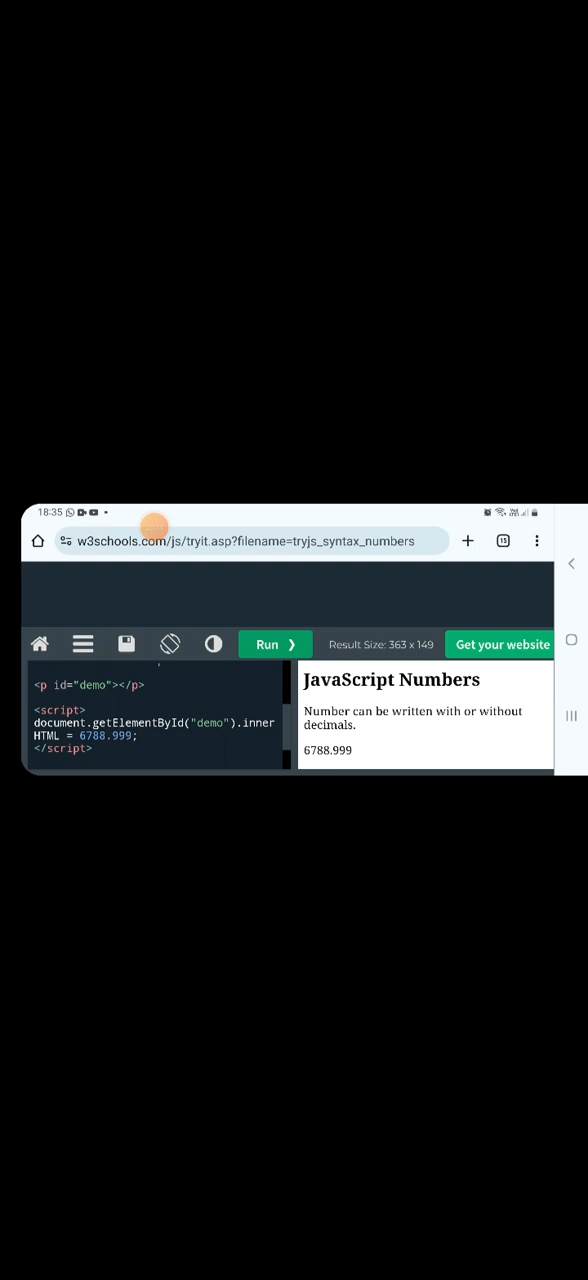 18:35
w3schools.com/js/tryit.asp?filename=tryjs_syntax_numbers
15
Run ❯
Result Size: 363 x 149
Get your website
<p id="demo"></p>
<script>
document.getElementById("demo").inner
HTML = 6788.999;
</script>
JavaScript Numbers
Number can be written with or without
decimals.
6788.999